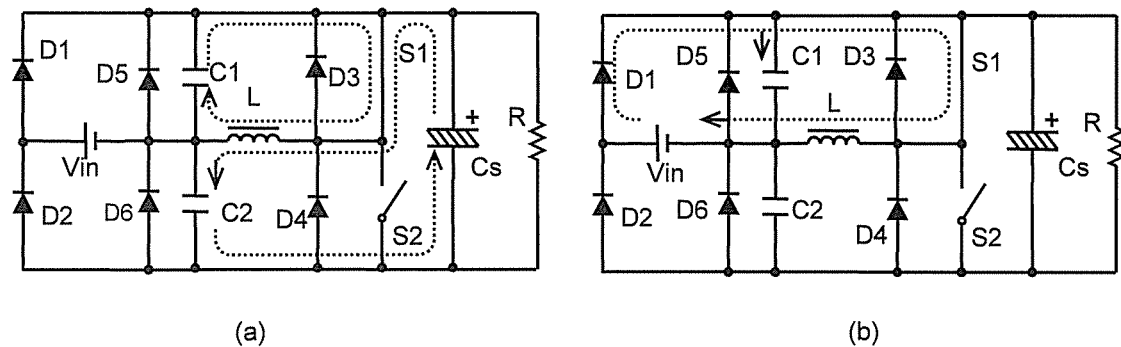 D1
D5
C1
D3
S1
L
R
+
Vin
Cs
D2
D6
C2
D4
S2
(a)
D1
D5
C1
D3
S1
L
R
+
Vin
Cs
D2
D6
C2
D4
S2
(b)